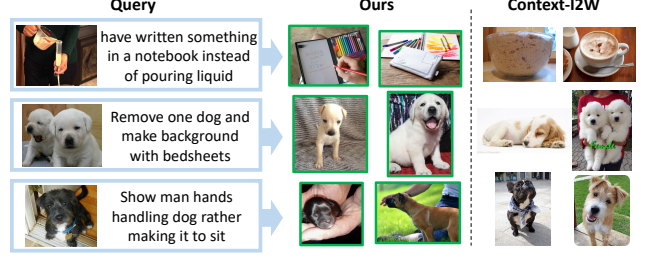 Query
Ours
Context-I2W
have written something
in a notebook instead
of pouring liquid
Remove one dog and
make background
with bedsheets
Show man hands
handling dog rather
making it to sit